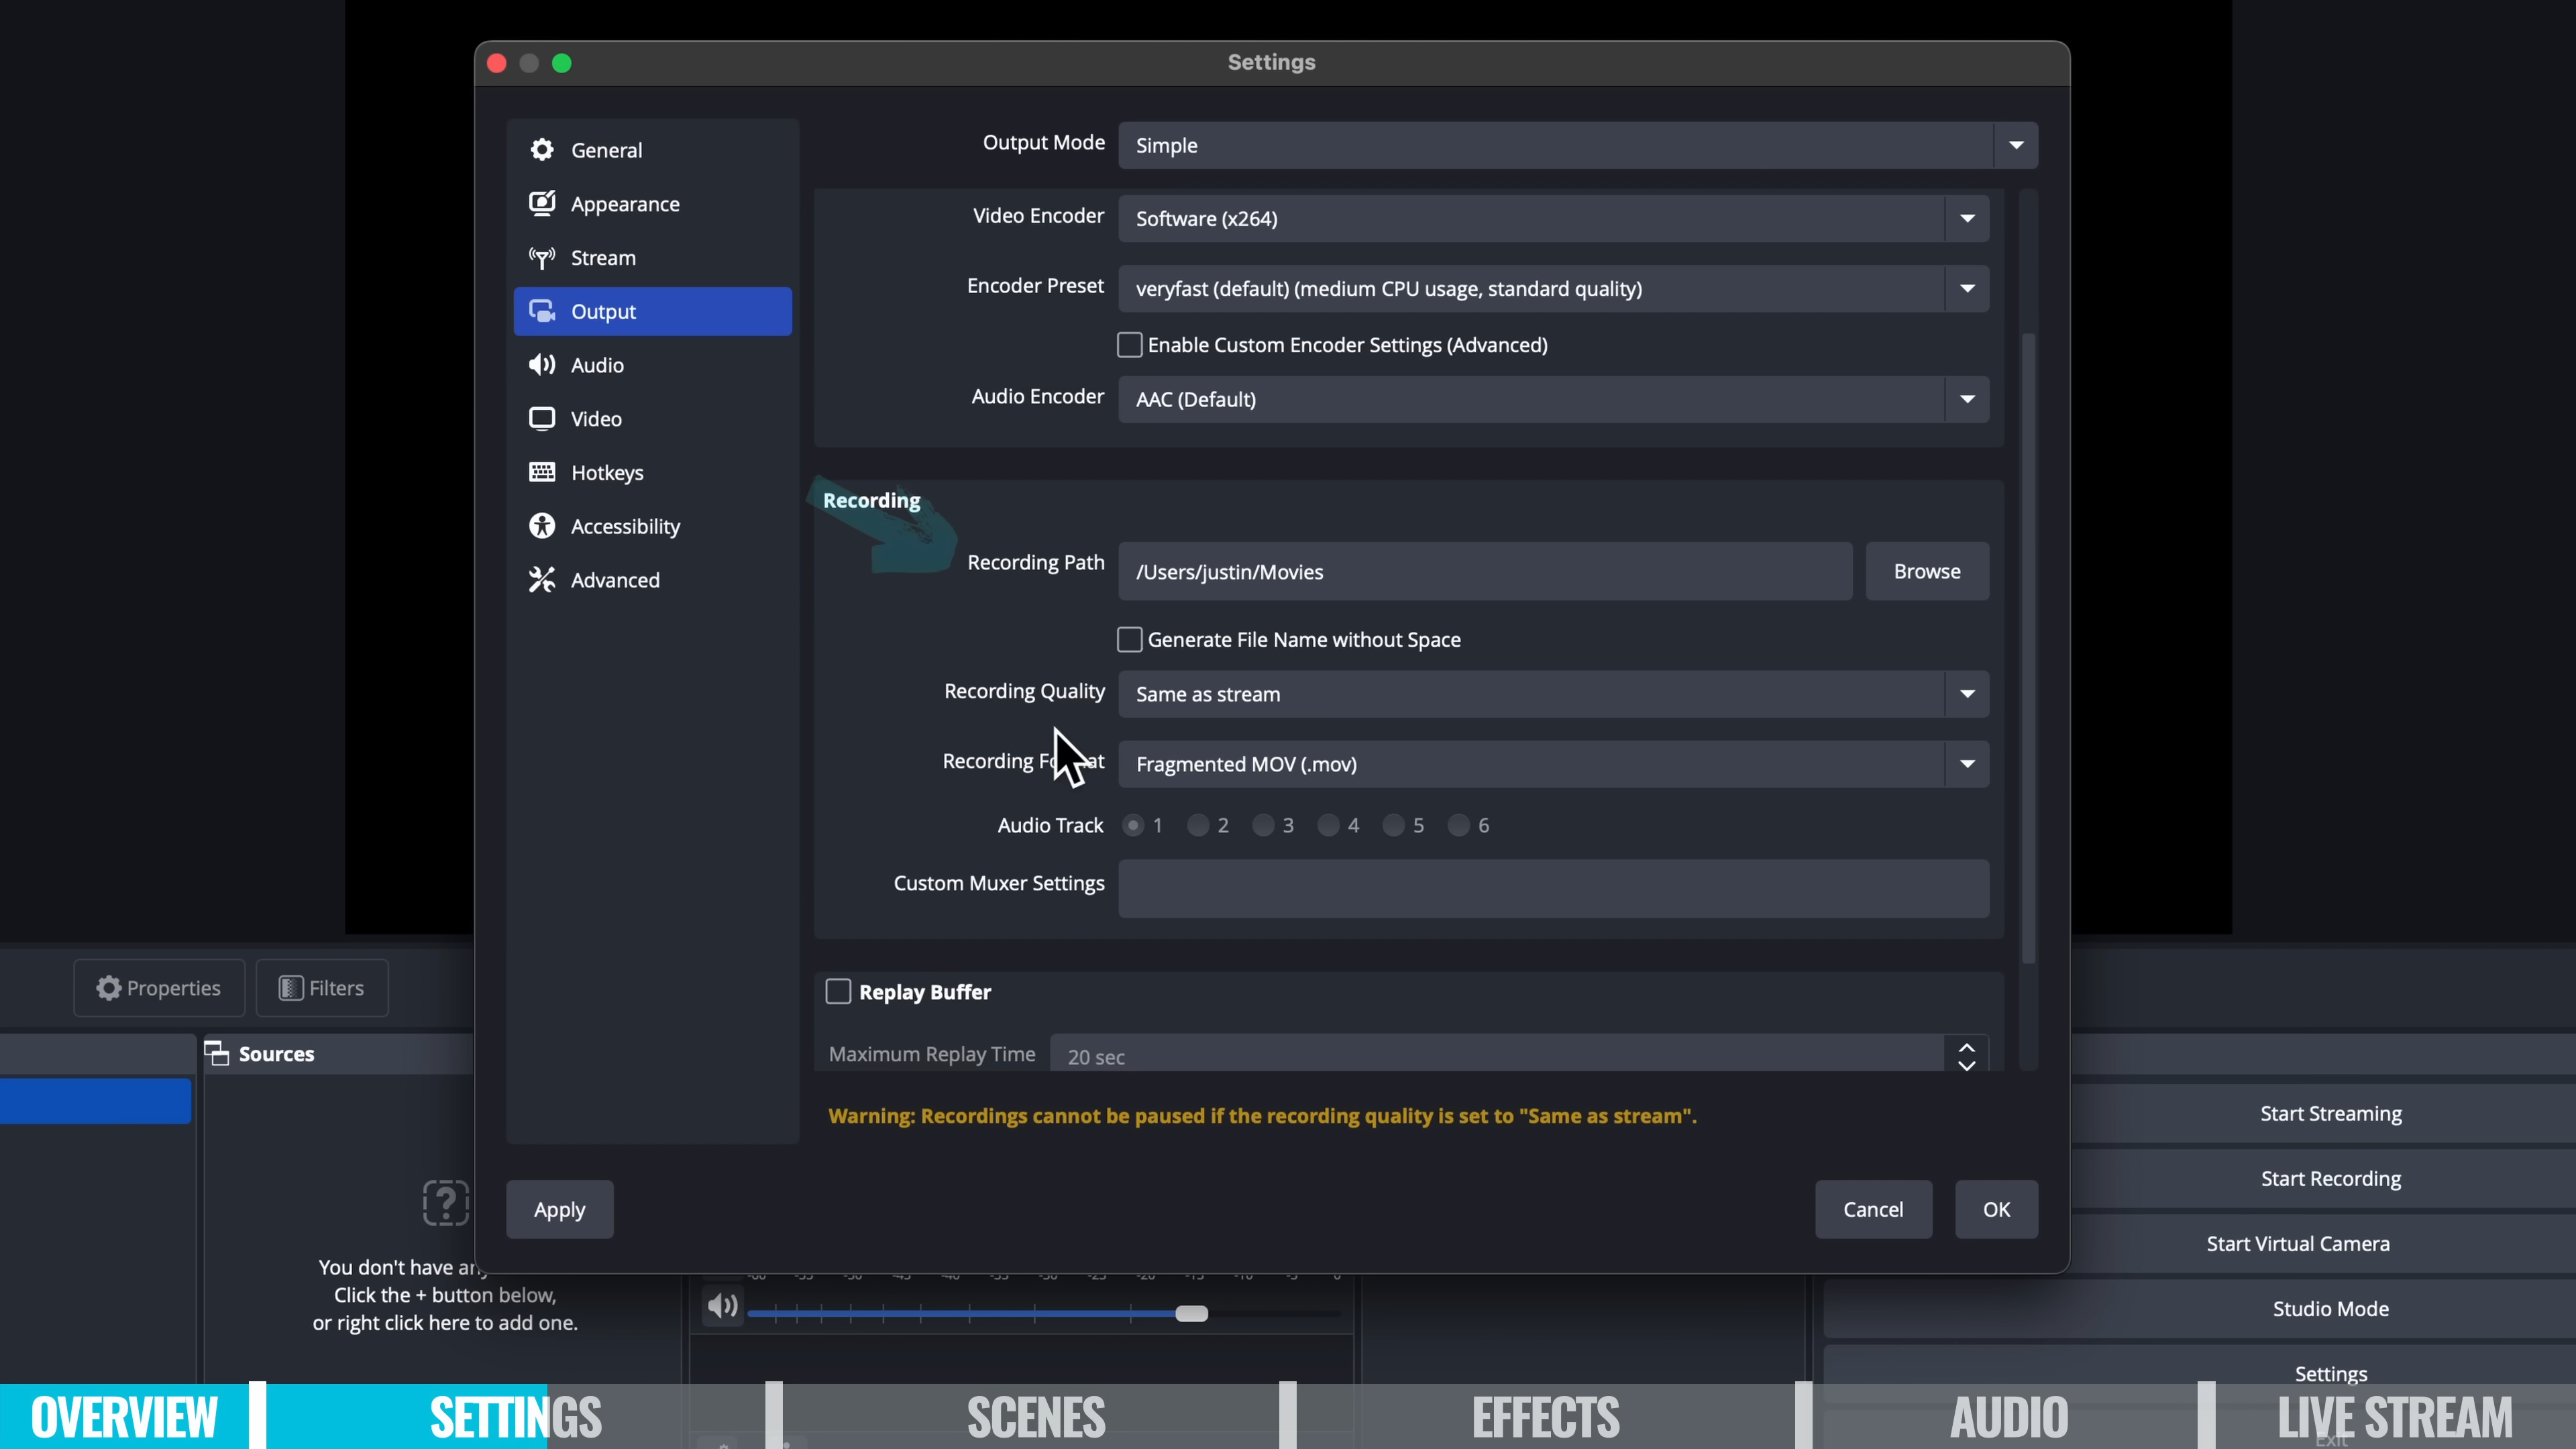 Settings
General
Appearance
Stream
Output
Audio
Video
Hotkeys
Accessibility
Advanced
Output Mode Simple
Video Encoder Software (x264)
Encoder Preset veryfast (default) (medium CPU usage, standard quality)
Enable Custom Encoder Settings (Advanced)
Audio Encoder AAC (Default)
Recording
Recording Path /Users/justin/Movies Browse
Generate File Name without Space
Recording Quality Same as stream
Recording Fo at Fragmented MOV (.mov)
Audio Track 1 2 3 4 5 6
Custom Muxer Settings
Replay Buffer
Maximum Replay Time 20 sec
Warning: Recordings cannot be paused if the recording quality is set to "Same as stream".
Apply Cancel OK
Properties Filters
Sources
You don't have
Click the + button below,
or right click here to add one.
Start Streaming
Start Recording
Start Virtual Camera
Studio Mode
Settings
Exit
OVERVIEW SETTINGS SCENES EFFECTS AUDIO LIVE STREAM